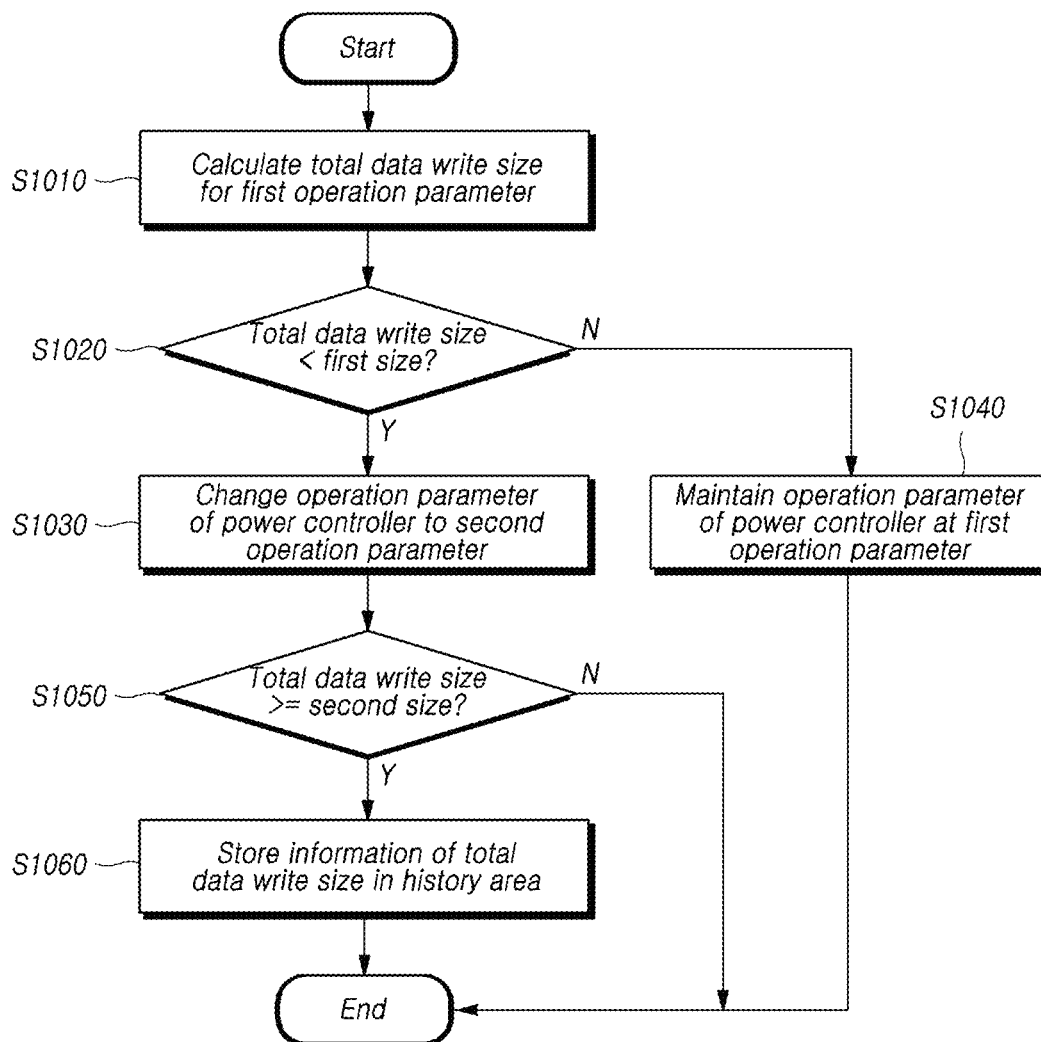 Start
S1010
Calculate total data write size
for first operation parameter
S1020
Total data write size
< first size?
N
Y
S1030
Change operation parameter
of power controller to second
operation parameter
S1040
Maintain operation parameter
of power controller at first
operation parameter
S1050
Total data write size
>= second size?
N
Y
S1060
Store information of total
data write size in history area
End